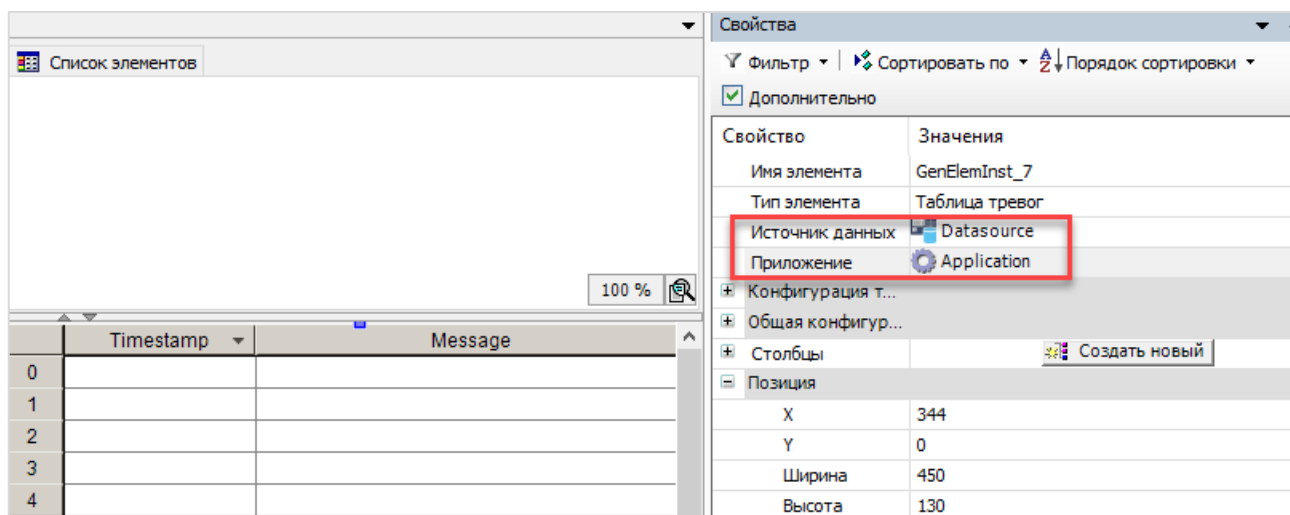 Список элементов
100 %
Timestamp Message
0
1
2
3
4
Свойства
Фильтр Сортировать по Порядок сортировки
Дополнительно
Свойство Значения
Имя элемента GenElemInst_7
Тип элемента Таблица тревог
Источник данных Datasource
Приложение Application
Конфигурация т...
Общая конфигур...
Столбцы Создать новый
Позиция
X 344
Y 0
Ширина 450
Высота 130